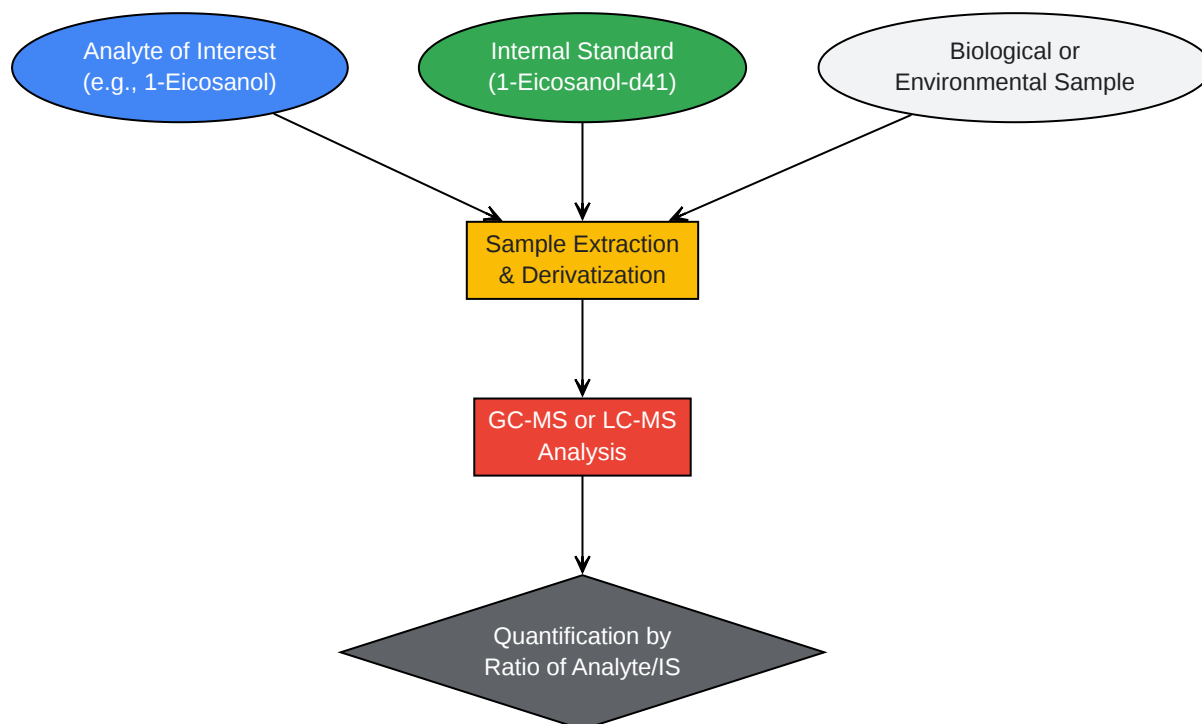 Analyte of Interest
(e.g., 1-Eicosanol)
Internal Standard
(1-Eicosanol-d41)
Biological or
Environmental Sample
Sample Extraction
& Derivatization
GC-MS or LC-MS
Analysis
Quantification by
Ratio of Analyte/IS